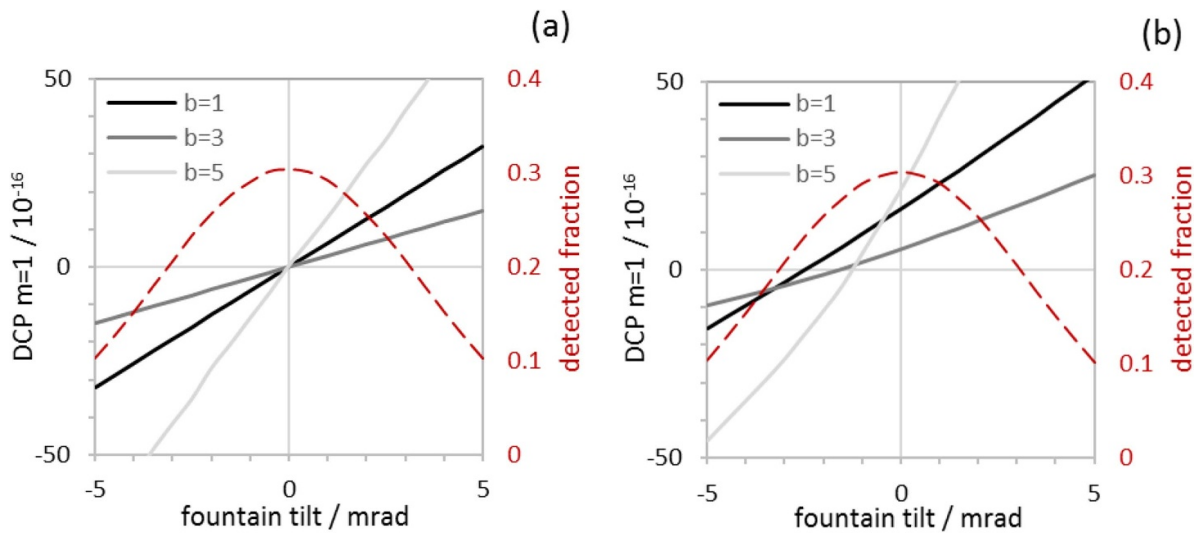 (a)
DCP m=1 / 10⁻¹⁶
50
0
-50
b=1
b=3
b=5
0.4
0.3
0.2
0.1
0
detected fraction
-5
0
5
fountain tilt / mrad
(b)
DCP m=1 / 10⁻¹⁶
50
0
-50
b=1
b=3
b=5
0.4
0.3
0.2
0.1
0
detected fraction
-5
0
5
fountain tilt / mrad